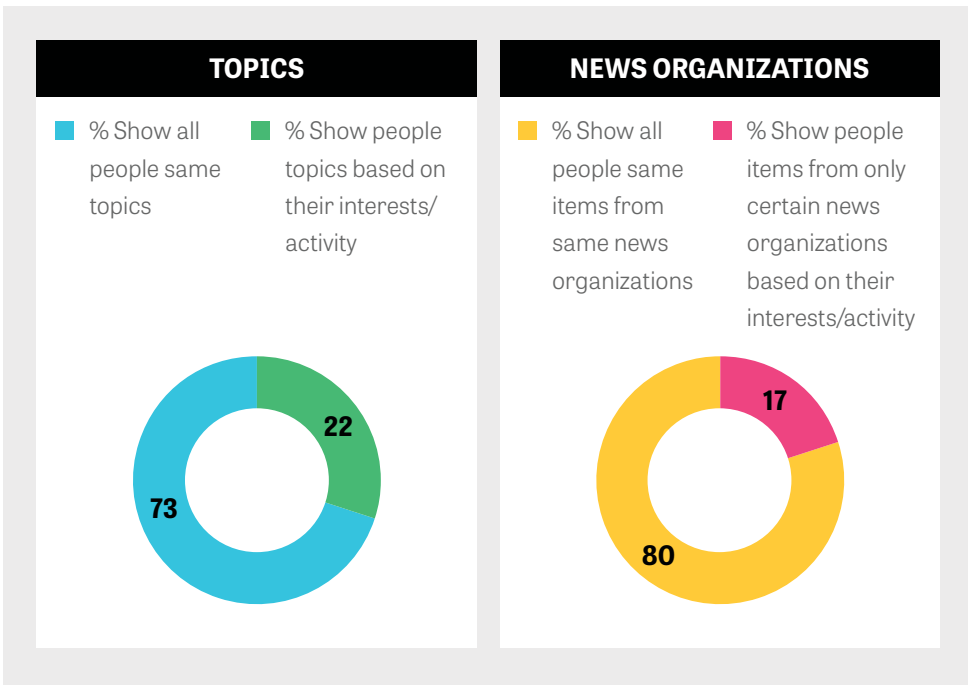 TOPICS
% Show all
people same
topics
% Show people
topics based on
their interests/
activity
22
73
NEWS ORGANIZATIONS
% Show all
people same
items from
same news
organizations
% Show people
items from only
certain news
organizations
based on their
interests/activity
17
80